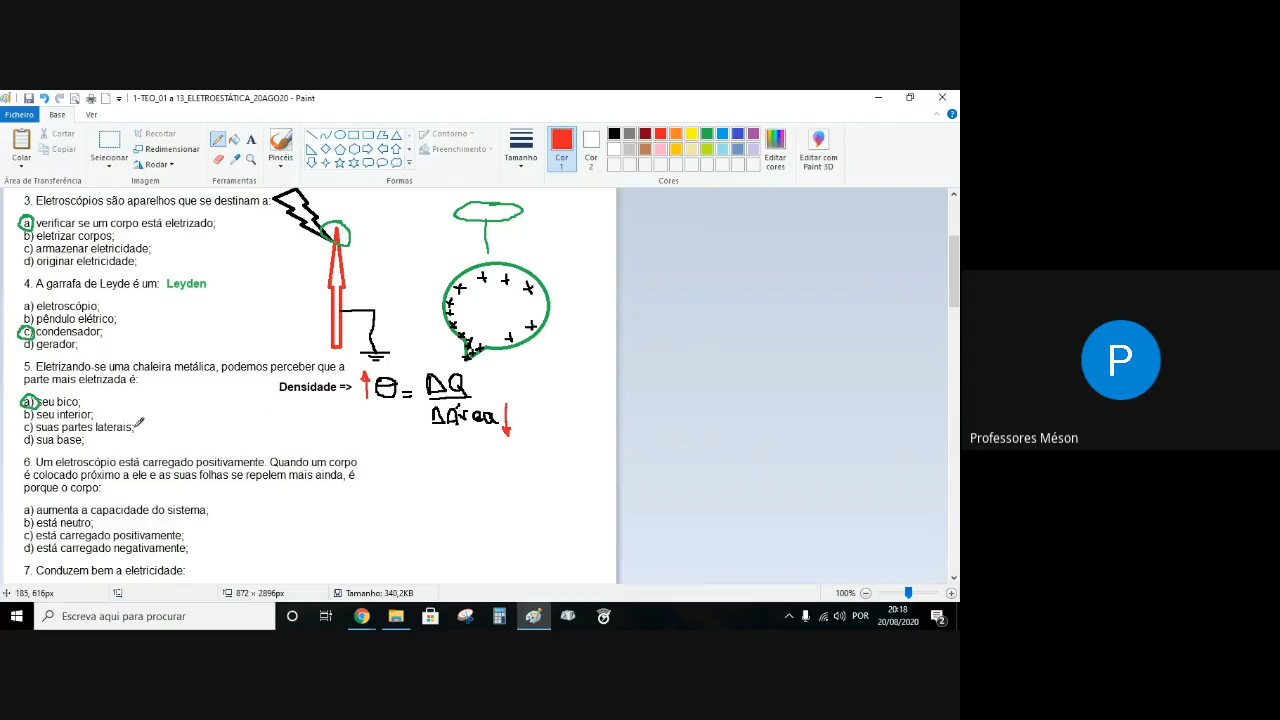 1-TEO_01 a 13_ELETROESTÁTICA_20AGO20 - Paint
Ficheiro Base Ver
Colar
Cortar
Copiar
Área de Transferência
Selecionar
Recortar
Redimensionar
Rodar
Imagem
A
Ferramentas
Pincéis
Contorno
Preenchimento
Formas
Tamanho
Cor 1
Cor 2
Editar cores
Cores
Editar com Paint 3D
3. Eletroscópios são aparelhos que se destinam a:
a) verificar se um corpo está eletrizado;
b) eletrizar corpos;
c) armazenar eletricidade;
d) originar eletricidade;
4. A garrafa de Leyde é um: Leyden
a) eletroscópio;
b) pêndulo elétrico;
c) condensador;
d) gerador;
5. Eletrizando-se uma chaleira metálica, podemos perceber que a
parte mais eletrizada é:
Densidade => Θ = ΔQ
ΔÁrea
a) seu bico;
b) seu interior;
c) suas partes laterais;
d) sua base;
6. Um eletroscópio está carregado positivamente. Quando um corpo
é colocado próximo a ele e as suas folhas se repelem mais ainda, é
porque o corpo:
a) aumenta a capacidade do sistema;
b) está neutro;
c) está carregado positivamente;
d) está carregado negativamente;
7. Conduzem bem a eletricidade:
185, 616px
872 × 2896px
Tamanho: 340,2KB
100%
Escreva aqui para procurar
POR
20:18
20/08/2020
2
P
Professores Méson